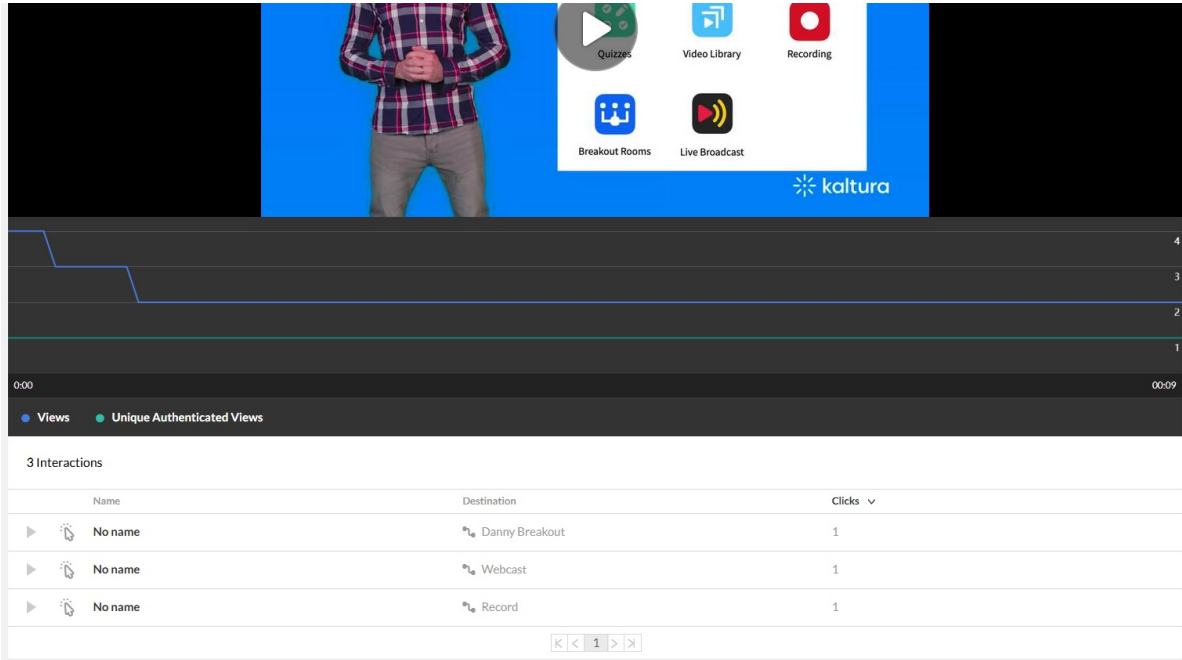 Quizzes Video Library Recording
Breakout Rooms Live Broadcast
kaltura
4
3
2
1
0:00 00:09
Views Unique Authenticated Views
3 Interactions
Name Destination Clicks
No name Danny Breakout 1
No name Webcast 1
No name Record 1
1